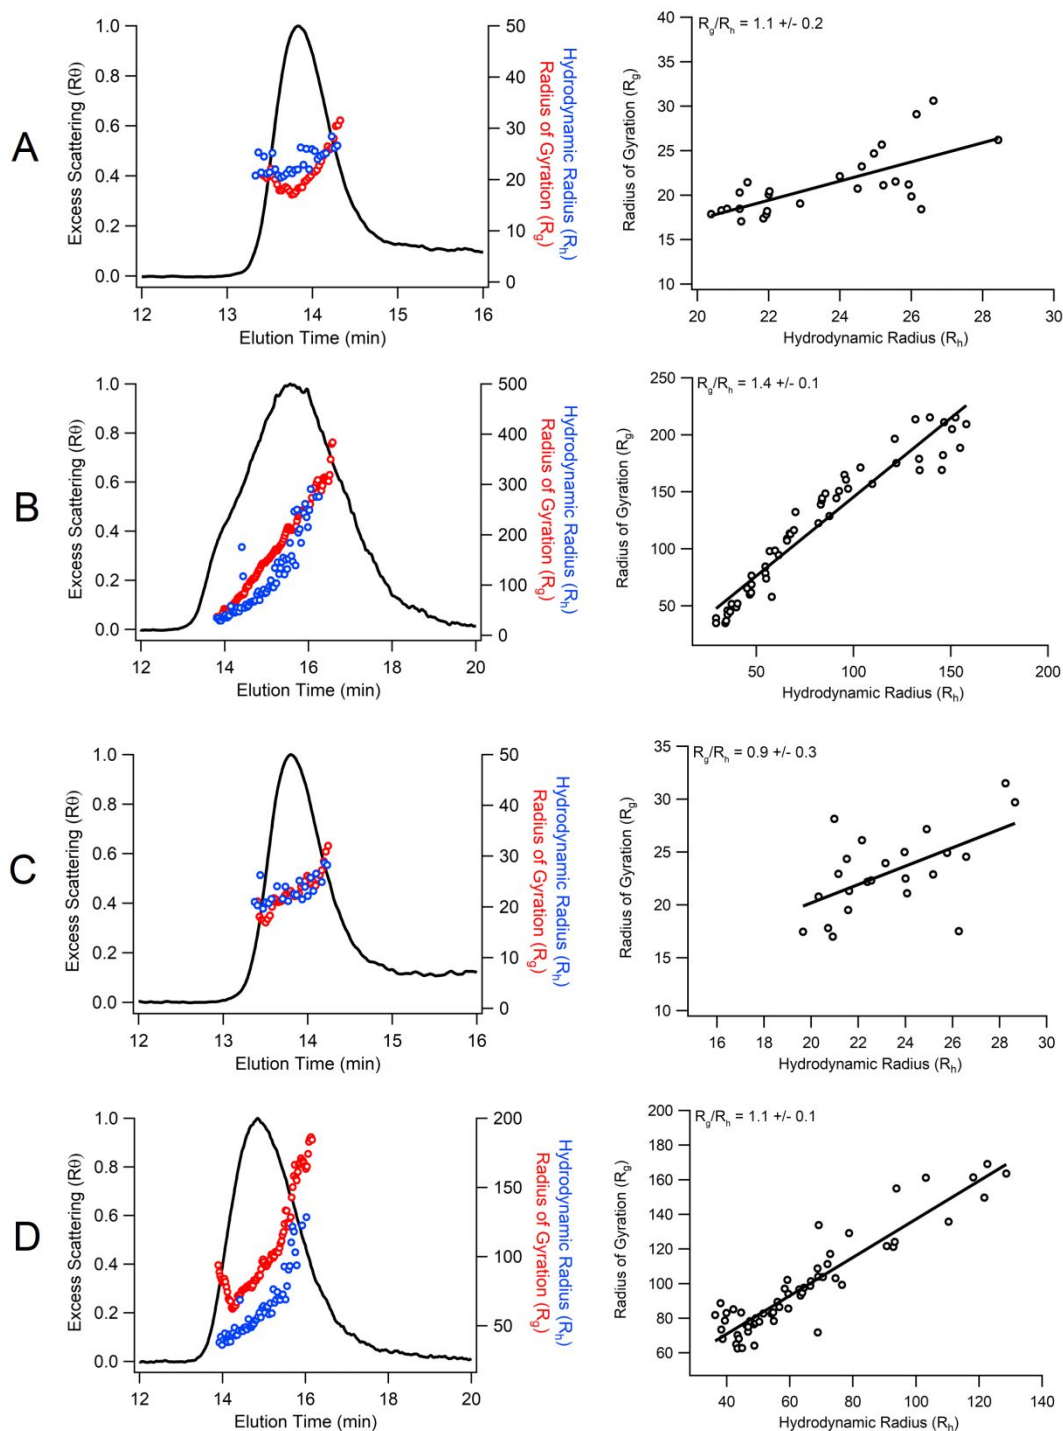 A
1.0
0.8
0.6
0.4
0.2
0.0
Excess Scattering (Rθ)
12 13 14 15 16
Elution Time (min)
50
40
30
20
10
0
Hydrodynamic Radius (Rh)
Radius of Gyration (Rg)
Rg/Rh = 1.1 +/- 0.2
40
35
30
25
20
15
10
Radius of Gyration (Rg)
20 22 24 26 28 30
Hydrodynamic Radius (Rh)
B
1.0
0.8
0.6
0.4
0.2
0.0
Excess Scattering (Rθ)
12 14 16 18 20
Elution Time (min)
500
400
300
200
100
0
Hydrodynamic Radius (Rh)
Radius of Gyration (Rg)
Rg/Rh = 1.4 +/- 0.1
250
200
150
100
50
Radius of Gyration (Rg)
50 100 150 200
Hydrodynamic Radius (Rh)
C
1.0
0.8
0.6
0.4
0.2
0.0
Excess Scattering (Rθ)
12 13 14 15 16
Elution Time (min)
50
40
30
20
10
0
Hydrodynamic Radius (Rh)
Radius of Gyration (Rg)
Rg/Rh = 0.9 +/- 0.3
35
30
25
20
15
10
Radius of Gyration (Rg)
16 18 20 22 24 26 28 30
Hydrodynamic Radius (Rh)
D
1.0
0.8
0.6
0.4
0.2
0.0
Excess Scattering (Rθ)
12 14 16 18 20
Elution Time (min)
200
150
100
50
Hydrodynamic Radius (Rh)
Radius of Gyration (Rg)
Rg/Rh = 1.1 +/- 0.1
200
180
160
140
120
100
80
60
Radius of Gyration (Rg)
40 60 80 100 120 140
Hydrodynamic Radius (Rh)